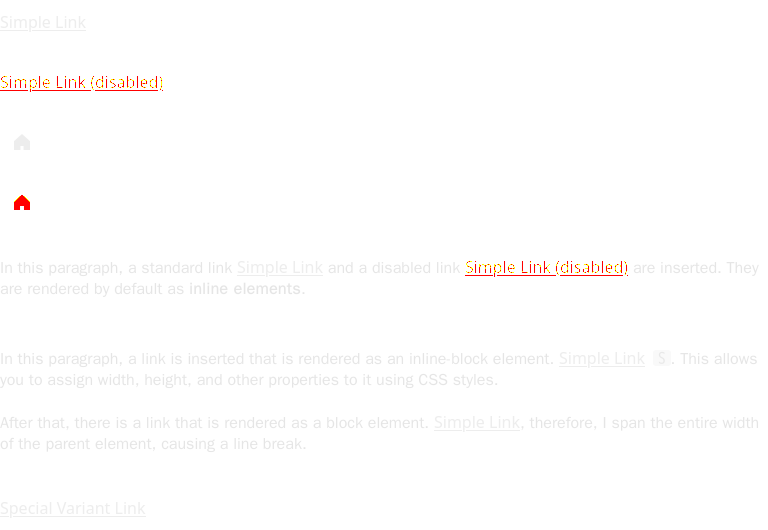 Simple Link
Simple Link (disabled)
In this paragraph, a standard link Simple Link and a disabled link Simple Link (disabled) are inserted. They
are rendered by default as inline elements.
In this paragraph, a link is inserted that is rendered as an inline-block element. Simple Link S. This allows
you to assign width, height, and other properties to it using CSS styles.
After that, there is a link that is rendered as a block element. Simple Link, therefore, I span the entire width
of the parent element, causing a line break.
Special Variant Link